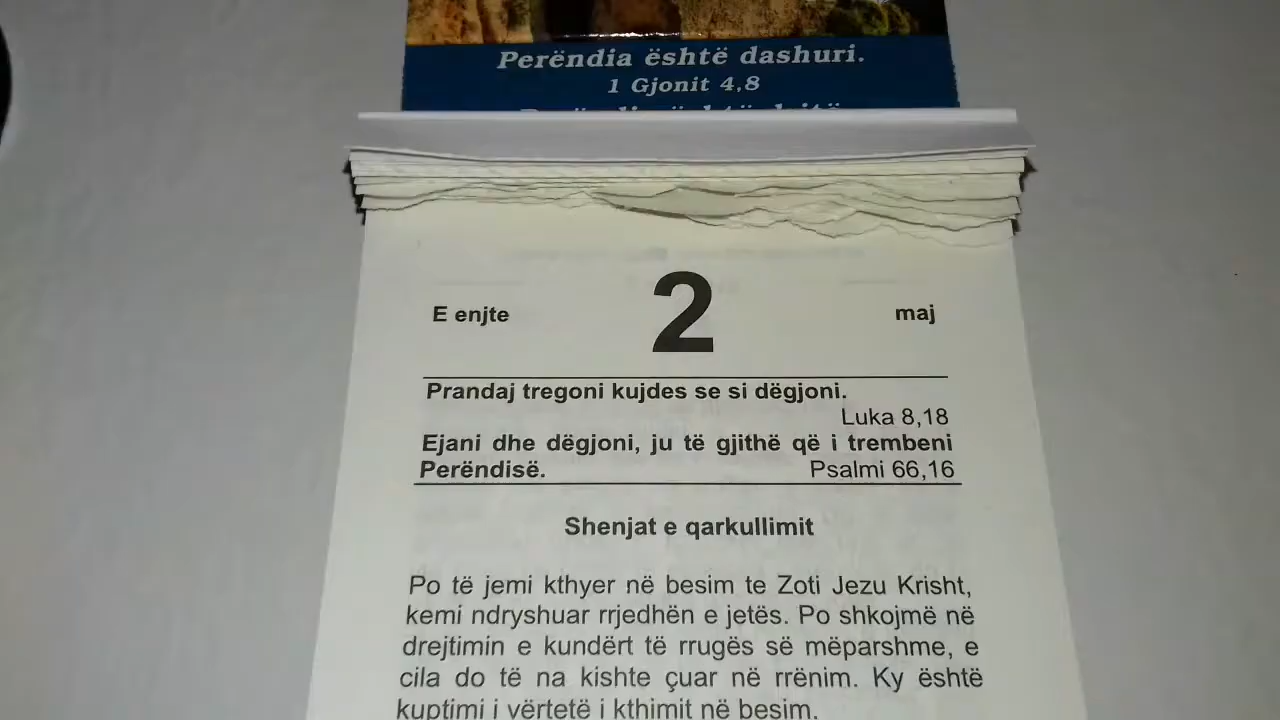 Perëndia është dashuri.
1 Gjonit 4,8
E enjte 2 maj
Prandaj tregoni kujdes se si dëgjoni.
Luka 8,18
Ejani dhe dëgjoni, ju të gjithë që i trembeni
Perëndisë. Psalmi 66,16
Shenjat e qarkullimit
Po të jemi kthyer në besim te Zoti Jezu Krisht,
kemi ndryshuar rrjedhën e jetës. Po shkojmë në
drejtimin e kundërt të rrugës së mëparshme, e
cila do të na kishte çuar në rrënim. Ky është
kuptimi i vërtetë i kthimit në besim.